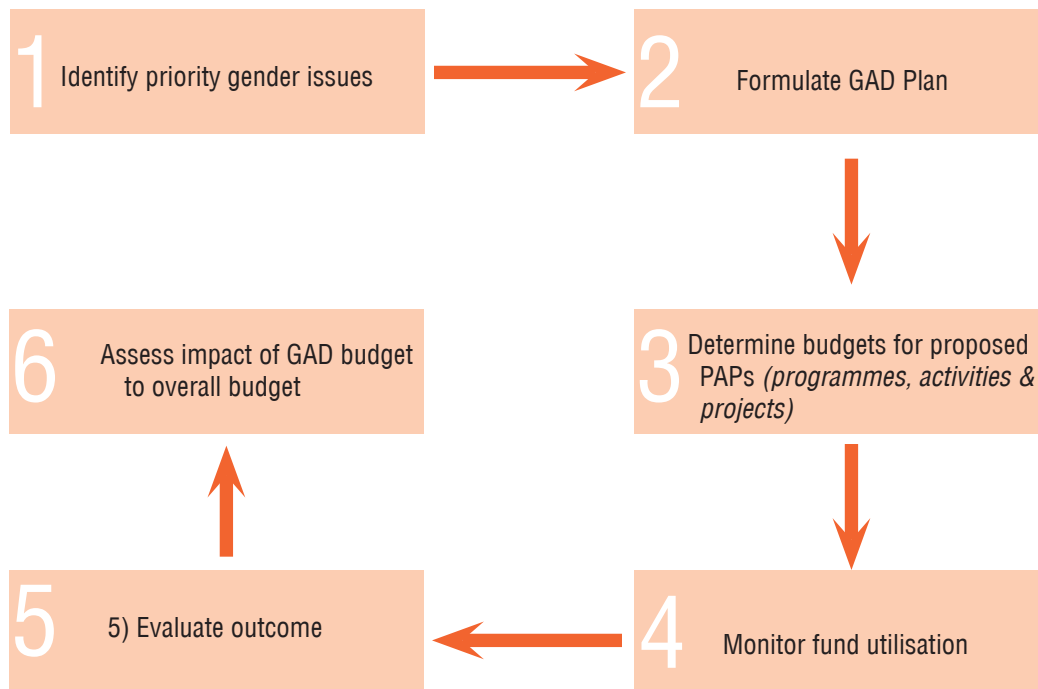 1 Identify priority gender issues
2 Formulate GAD Plan
3 Determine budgets for proposed
PAPs (programmes, activities &
projects)
4 Monitor fund utilisation
5 5) Evaluate outcome
6 Assess impact of GAD budget
to overall budget